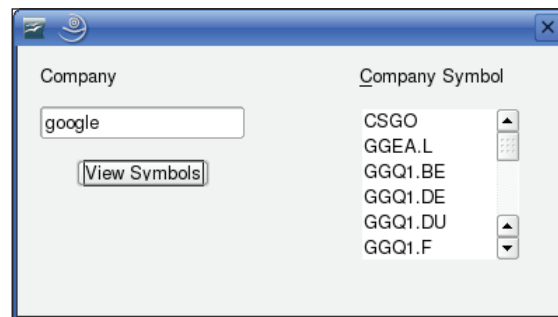 Company
google
View Symbols
Company Symbol
CSGO
GGEA.L
GGQ1.BE
GGQ1.DE
GGQ1.DU
GGQ1.F